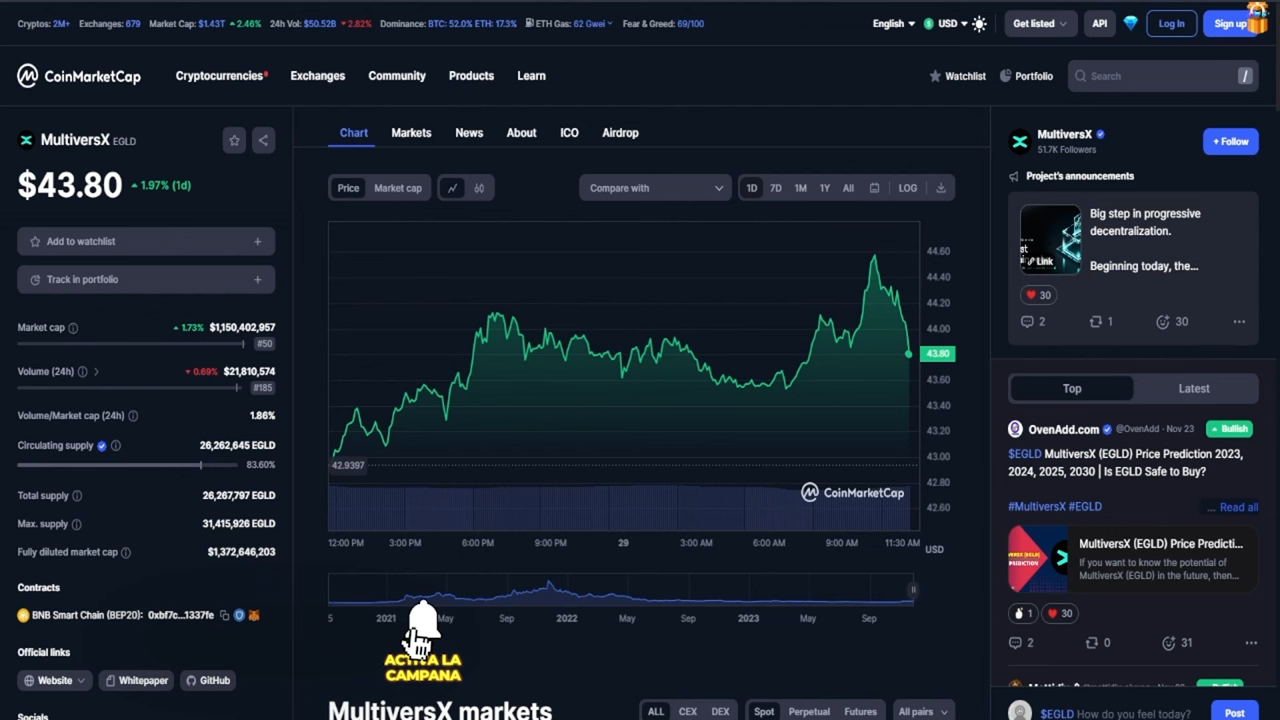 Cryptos: 2M+ Exchanges: 679 Market Cap: $1.43T 2.46% 24h Vol: $50.52B 2.82% Dominance: BTC: 52.0% ETH: 17.3% ETH Gas: 62 Gwei Fear & Greed: 69/100
English USD Get listed API Log In Sign up
CoinMarketCap Cryptocurrencies Exchanges Community Products Learn
Watchlist Portfolio Search /
MultiversX EGLD
$43.80 1.97% (1d)
Add to watchlist +
Track in portfolio +
Market cap 1.73% $1,150,402,957
#50
Volume (24h) 0.69% $21,810,574
#185
Volume/Market cap (24h) 1.86%
Circulating supply 26,262,645 EGLD
83.60%
Total supply 26,267,797 EGLD
Max. supply 31,415,926 EGLD
Fully diluted market cap $1,372,646,203
Contracts
BNB Smart Chain (BEP20): 0xbf7c...1337fe
Official links
Website Whitepaper GitHub
Socials
Chart Markets News About ICO Airdrop
Price Market cap Compare with 1D 7D 1M 1Y All LOG
44.60
44.40
44.20
44.00
43.80
43.60
43.40
43.20
43.00
42.80
42.60
42.9397
CoinMarketCap
12:00 PM 3:00 PM 6:00 PM 9:00 PM 29 3:00 AM 6:00 AM 9:00 AM 11:30 AM USD
5 2021 May Sep 2022 May Sep 2023 May Sep
ACTIVA LA
CAMPANA
MultiversX markets
ALL CEX DEX Spot Perpetual Futures All pairs
MultiversX
51.7K Followers
+ Follow
Project's announcements
Big step in progressive
decentralization.
Beginning today, the...
Link
30
2 1 30 ...
Top Latest
OvenAdd.com @OvenAdd · Nov 23 Bullish
$EGLD MultiversX (EGLD) Price Prediction 2023,
2024, 2025, 2030 | Is EGLD Safe to Buy?
#MultiversX #EGLD ... Read all
MultiversX (EGLD) Price Predicti...
If you want to know the potential of
MultiversX (EGLD) in the future, then...
1 30
2 0 31 ...
$EGLD How do you feel today? Post